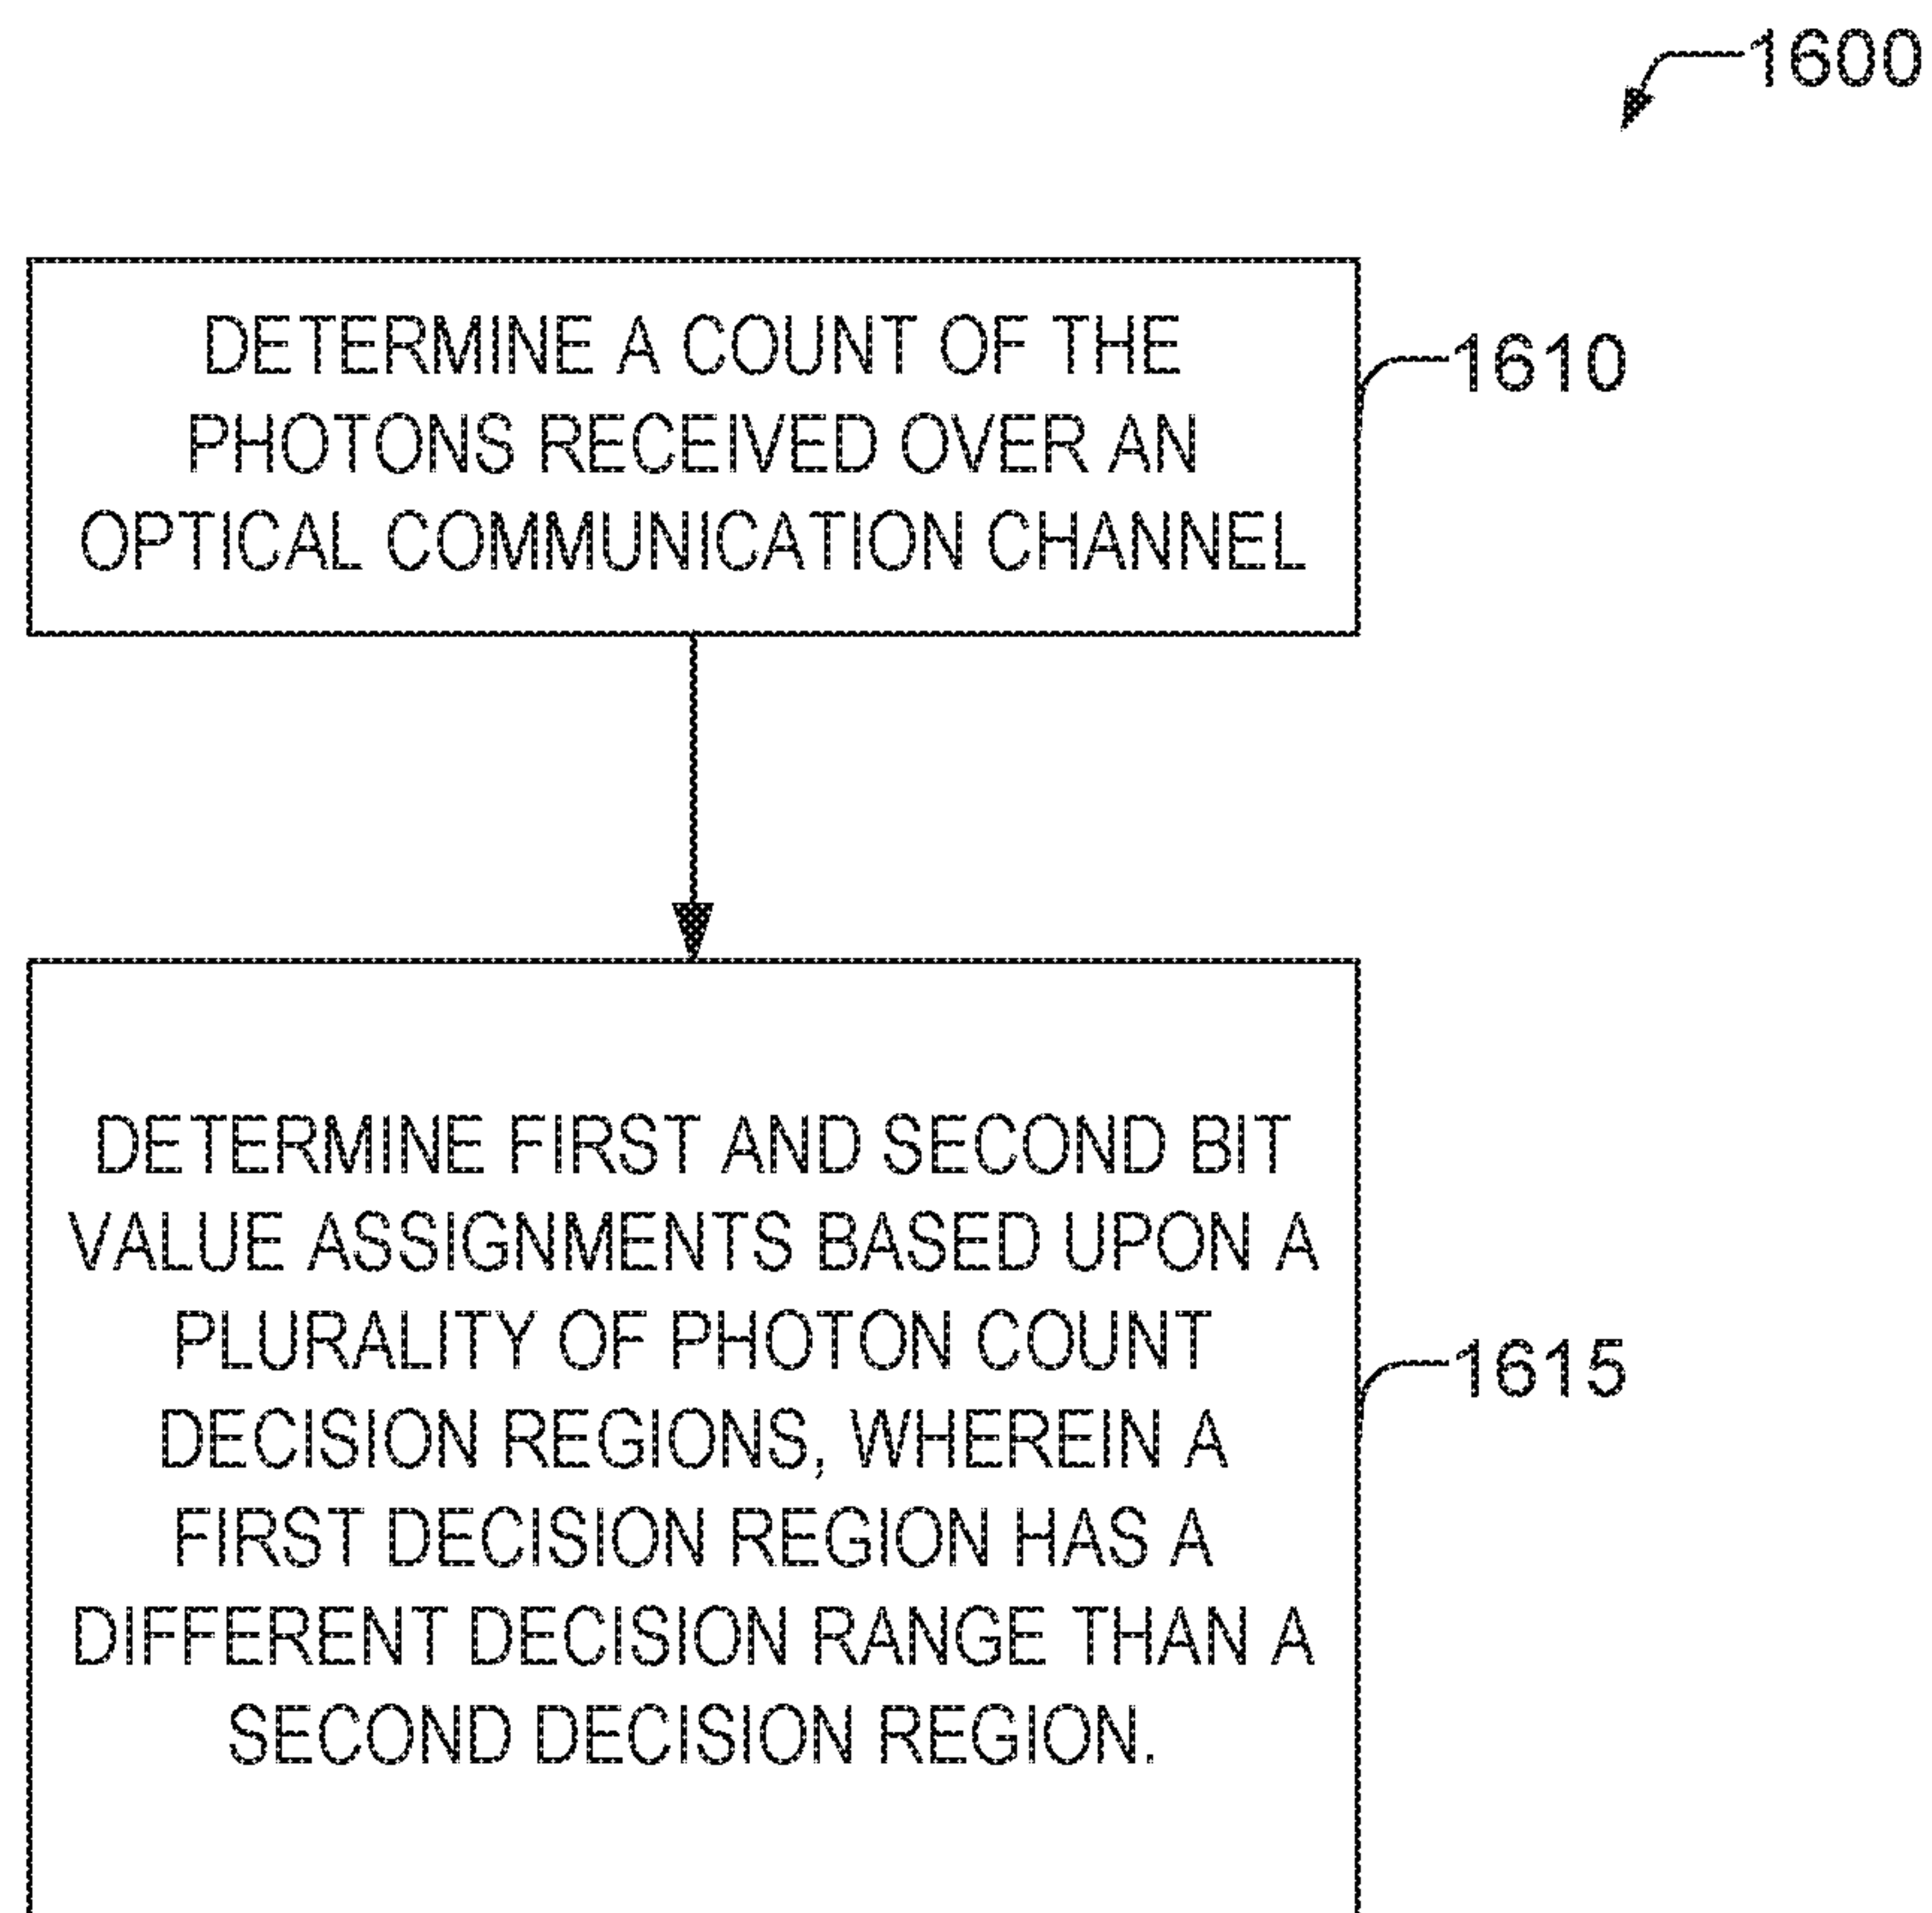 1600
DETERMINE A COUNT OF THE
PHOTONS RECEIVED OVER AN
OPTICAL COMMUNICATION CHANNEL
1610
DETERMINE FIRST AND SECOND BIT
VALUE ASSIGNMENTS BASED UPON A
PLURALITY OF PHOTON COUNT
DECISION REGIONS, WHEREIN A
FIRST DECISION REGION HAS A
DIFFERENT DECISION RANGE THAN A
SECOND DECISION REGION.
1615